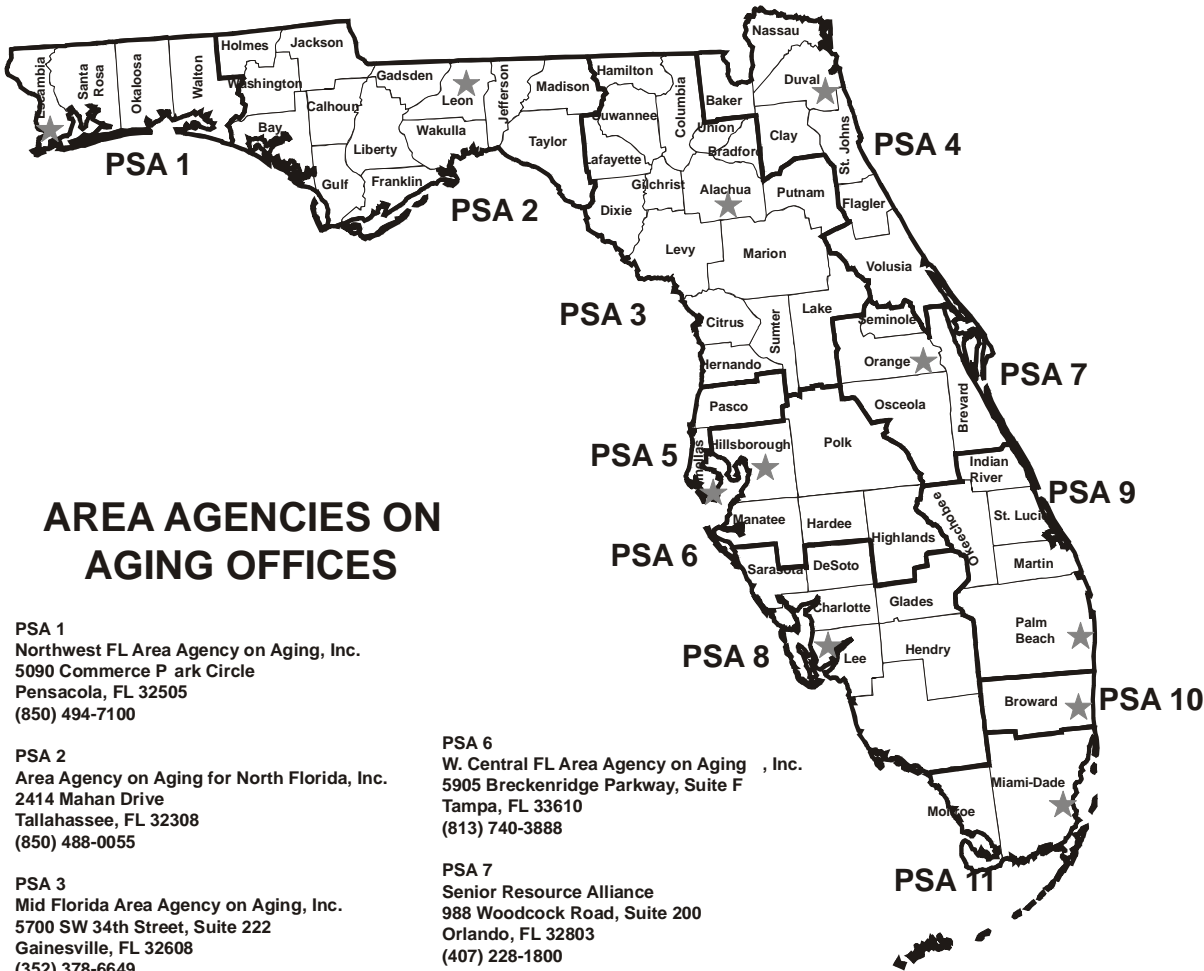 Nassau
Holmes
Jackson
Escambia
Santa
Rosa
Okaloosa
Walton
Washington
Gadsden
Leon
Jefferson
Madison
Hamilton
Columbia
Baker
Duval
Calhoun
Suwannee
Union
Bay
Wakulla
Taylor
Clay
St. Johns
PSA 4
Liberty
Bradford
Lafayette
PSA 1
Gulf
Franklin
Gilchrist
Alachua
Putnam
PSA 2
Dixie
Flagler
Levy
Marion
Volusia
PSA 3
Citrus
Sumter
Lake
Seminole
Hernando
Orange
PSA 7
Pasco
Osceola
Brevard
PSA 5
Pinellas
Hillsborough
Polk
Indian
River
PSA 9
AREA AGENCIES ON
AGING OFFICES
Manatee
Hardee
Highlands
Okeechobee
St. Lucie
PSA 6
Sarasota
DeSoto
Martin
Charlotte
Glades
Palm
Beach
PSA 8
Lee
Hendry
Broward
PSA 10
Miami-Dade
Monroe
PSA 11
PSA 1
Northwest FL Area Agency on Aging, Inc.
5090 Commerce P ark Circle
Pensacola, FL 32505
(850) 494-7100
PSA 2
Area Agency on Aging for North Florida, Inc.
2414 Mahan Drive
Tallahassee, FL 32308
(850) 488-0055
PSA 3
Mid Florida Area Agency on Aging, Inc.
5700 SW 34th Street, Suite 222
Gainesville, FL 32608
(352) 378-6649
PSA 6
W. Central FL Area Agency on Aging , Inc.
5905 Breckenridge Parkway, Suite F
Tampa, FL 33610
(813) 740-3888
PSA 7
Senior Resource Alliance
988 Woodcock Road, Suite 200
Orlando, FL 32803
(407) 228-1800